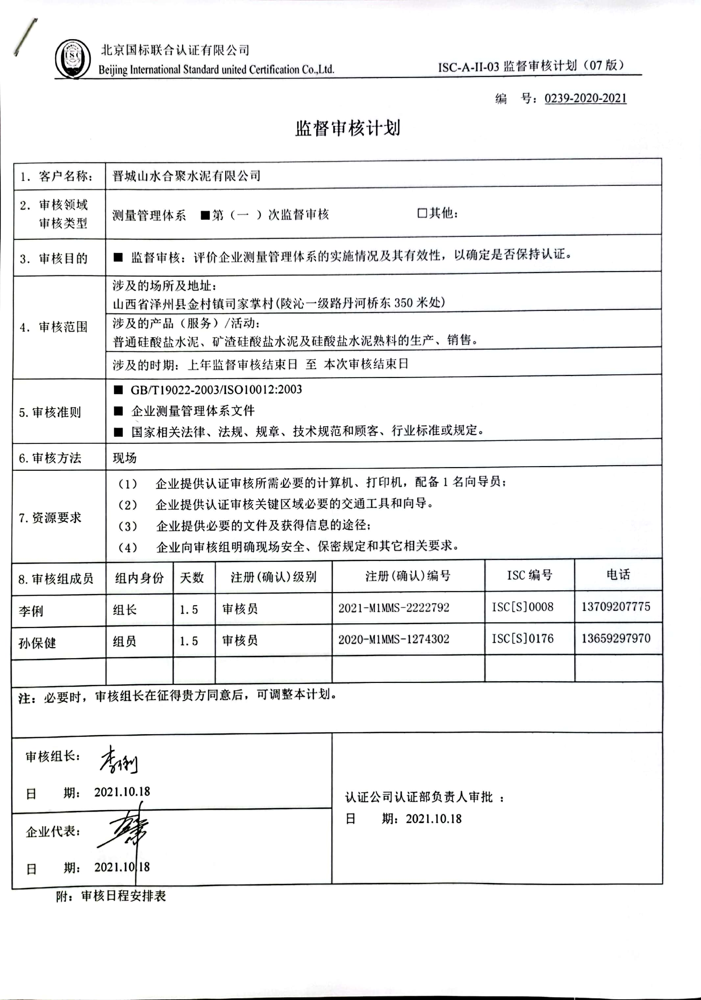 ISC
北京国标联合认证有限公司
Beijing International Standard united Certification Co.,Ltd.
ISC-A-II-03 监督审核计划（07 版）
编 号：0239-2020-2021
监督审核计划
1. 客户名称： 晋城山水合聚水泥有限公司
2. 审核领域
审核类型
测量管理体系 ■第（一 ）次监督审核 □其他：
3. 审核目的 ■ 监督审核：评价企业测量管理体系的实施情况及其有效性，以确定是否保持认证。
4. 审核范围
涉及的场所及地址：
山西省泽州县金村镇司家掌村(陵沁一级路丹河桥东 350 米处)
涉及的产品（服务）/活动：
普通硅酸盐水泥、矿渣硅酸盐水泥及硅酸盐水泥熟料的生产、销售。
涉及的时期：上年监督审核结束日 至 本次审核结束日
5.审核准则
■ GB/T19022-2003/ISO10012:2003
■ 企业测量管理体系文件
■ 国家相关法律、法规、规章、技术规范和顾客、行业标准或规定。
6.审核方法 现场
7.资源要求
（1） 企业提供认证审核所需必要的计算机、打印机，配备 1 名向导员；
（2） 企业提供认证审核关键区域必要的交通工具和向导。
（3） 企业提供必要的文件及获得信息的途径；
（4） 企业向审核组明确现场安全、保密规定和其它相关要求。
8.审核组成员 组内身份 天数 注册(确认)级别 注册(确认)编号 ISC 编号 电话
李俐 组长 1.5 审核员 2021-M1MMS-2222792 ISC[S]0008 13709207775
孙保健 组员 1.5 审核员 2020-M1MMS-1274302 ISC[S]0176 13659297970
注：必要时，审核组长在征得贵方同意后，可调整本计划。
审核组长： 李俐
日 期： 2021.10.18
企业代表：
日 期： 2021.10.18
认证公司认证部负责人审批 ：
日 期：2021.10.18
附：审核日程安排表